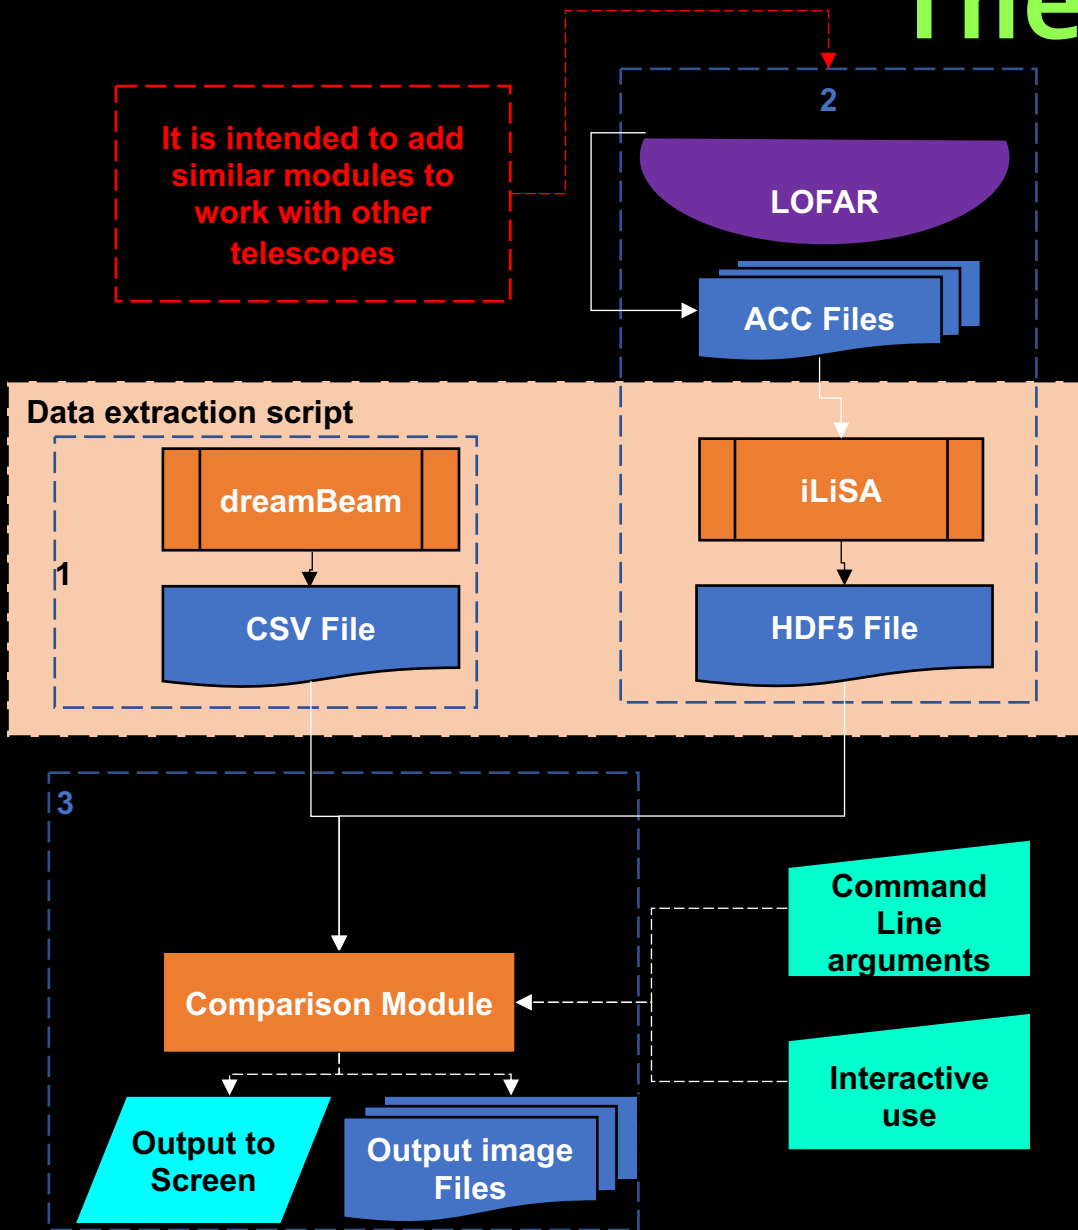 The
2
It is intended to add
similar modules to
work with other
telescopes
LOFAR
ACC Files
Data extraction script
dreamBeam
iLiSA
1
CSV File
HDF5 File
3
Command
Line
arguments
Comparison Module
Interactive
use
Output to
Screen
Output image
Files